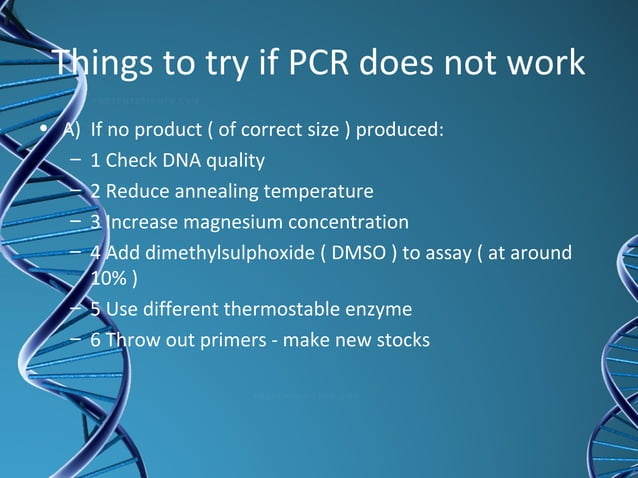 Things to try if PCR does not work
• A) If no product ( of correct size ) produced:
– 1 Check DNA quality
– 2 Reduce annealing temperature
– 3 Increase magnesium concentration
– 4 Add dimethylsulphoxide ( DMSO ) to assay ( at around
10% )
– 5 Use different thermostable enzyme
– 6 Throw out primers - make new stocks